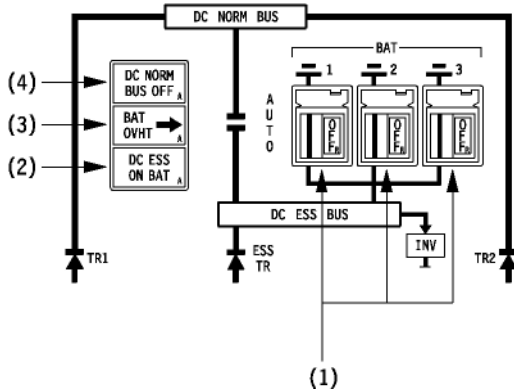 DC NORM BUS
BAT
1 2 3
(4)
DC NORM
BUS OFF
A
(3)
BAT
OVHT
A
(2)
DC ESS
ON BAT
A
A
U
T
O
OFF R
OFF R
OFF R
DC ESS BUS
INV
TR1
ESS
TR
TR2
(1)